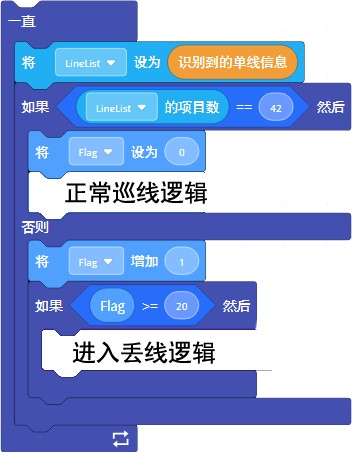 一直
将 LineList 设为 识别到的单线信息
如果 LineList 的项目数 == 42 然后
将 Flag 设为 0
正常巡线逻辑
否则
将 Flag 增加 1
如果 Flag >= 20 然后
进入丢线逻辑